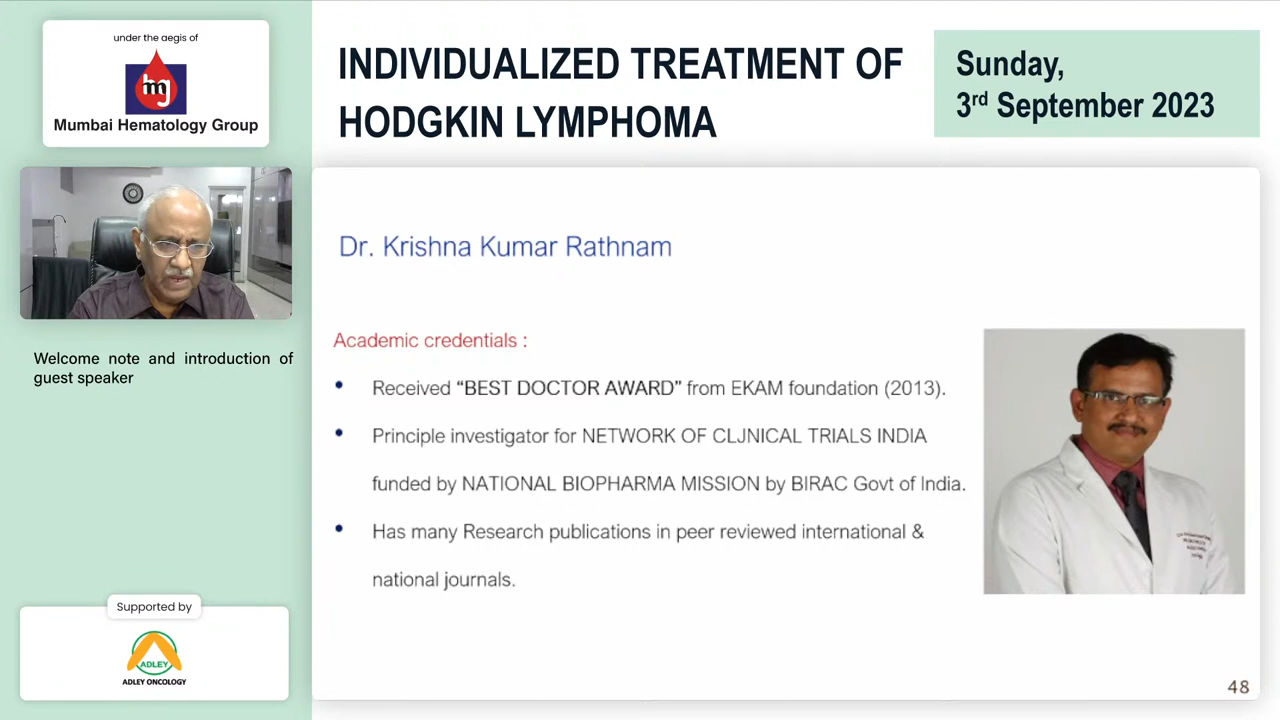 under the aegis of
mg
Mumbai Hematology Group
INDIVIDUALIZED TREATMENT OF
HODGKIN LYMPHOMA
Sunday,
3rd September 2023
Welcome note and introduction of
guest speaker
Dr. Krishna Kumar Rathnam
Academic credentials :
• Received “BEST DOCTOR AWARD” from EKAM foundation (2013).
• Principle investigator for NETWORK OF CLJNICAL TRIALS INDIA
funded by NATIONAL BIOPHARMA MISSION by BIRAC Govt of India.
• Has many Research publications in peer reviewed international &
national journals.
Supported by
ADLEY
ADLEY ONCOLOGY
48